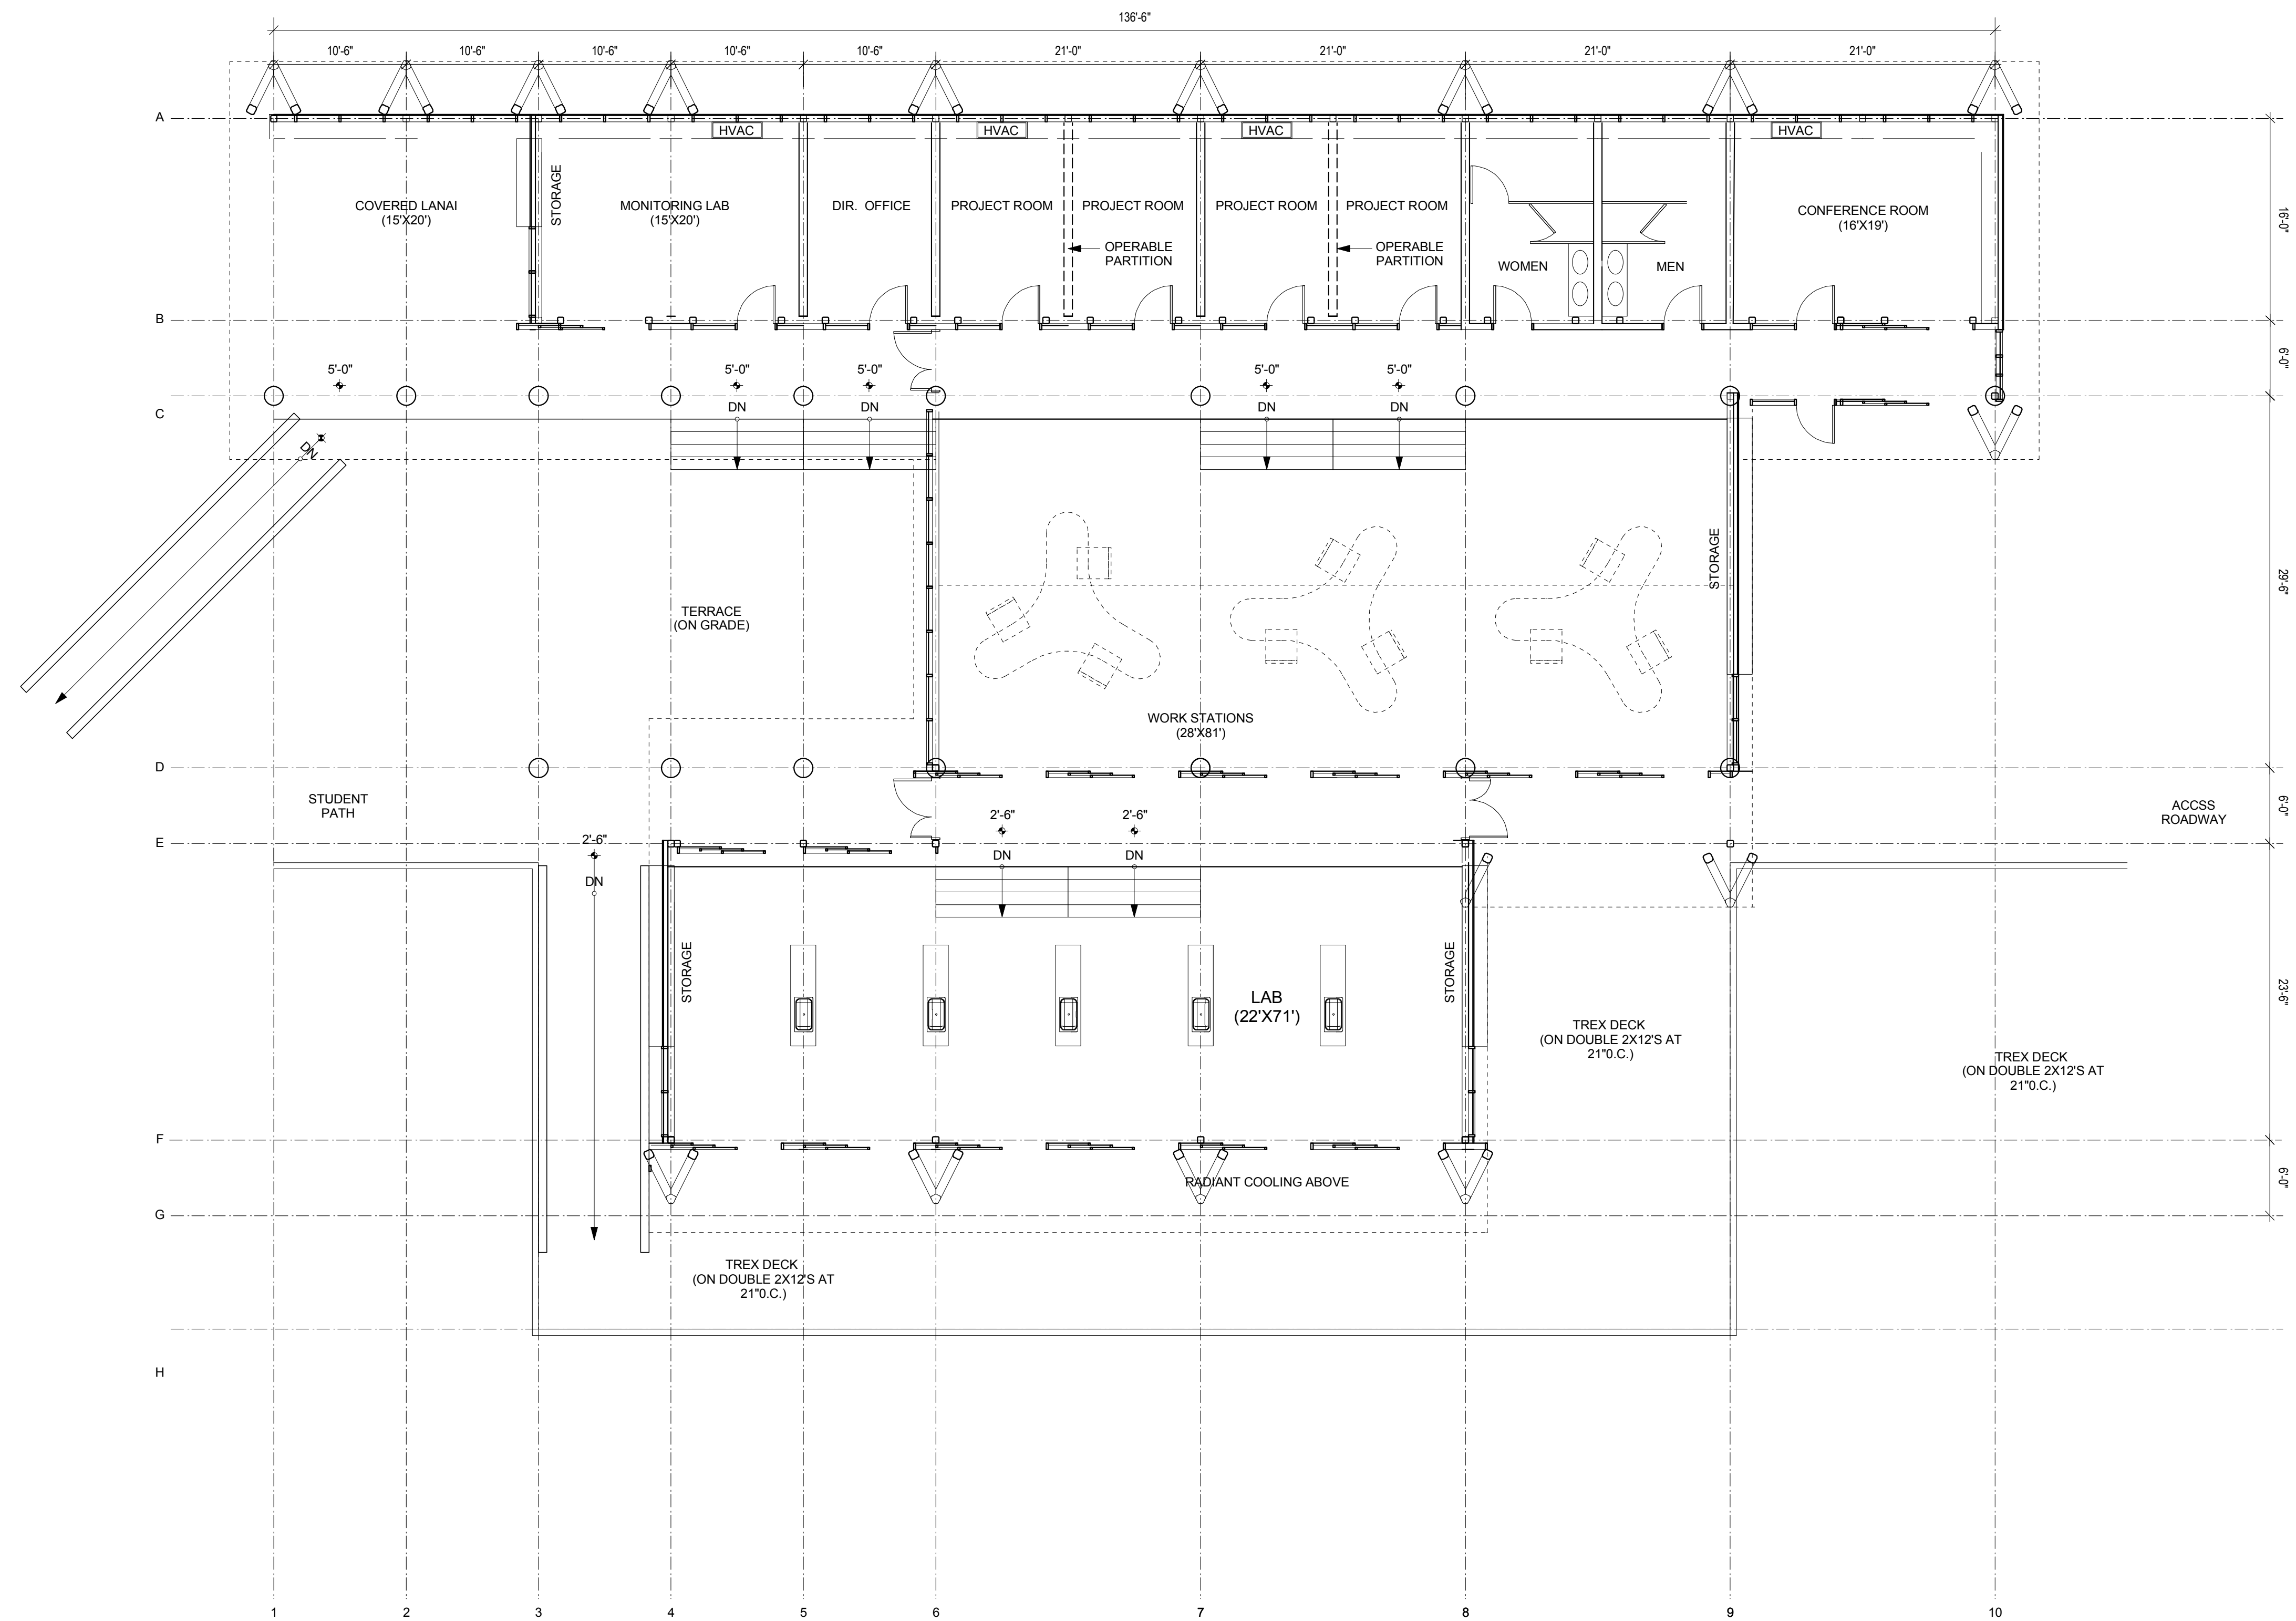 136'-6"
10'-6" 10'-6" 10'-6" 10'-6" 10'-6" 21'-0" 21'-0" 21'-0" 21'-0"
A
HVAC HVAC HVAC HVAC
STORAGE
COVERED LANAI
(15'X20')
MONITORING LAB
(15'X20')
DIR. OFFICE
PROJECT ROOM
PROJECT ROOM
PROJECT ROOM
PROJECT ROOM
CONFERENCE ROOM
(16'X19')
16'-0"
OPERABLE
PARTITION
OPERABLE
PARTITION
WOMEN
MEN
B
6'-0"
5'-0" 5'-0" 5'-0" 5'-0" 5'-0"
DN DN DN DN
C
DN
STORAGE
29'-6"
TERRACE
(ON GRADE)
WORK STATIONS
(28'X81')
D
STUDENT
PATH
6'-0"
ACCSS
ROADWAY
2'-6" 2'-6"
E
2'-6"
DN DN
DN
STORAGE
STORAGE
LAB
(22'X71')
23'-6"
TREX DECK
(ON DOUBLE 2X12'S AT
21"0.C.)
TREX DECK
(ON DOUBLE 2X12'S AT
21"0.C.)
F
RADIANT COOLING ABOVE
6'-0"
G
TREX DECK
(ON DOUBLE 2X12'S AT
21"0.C.)
H
1 2 3 4 5 6 7 8 9 10